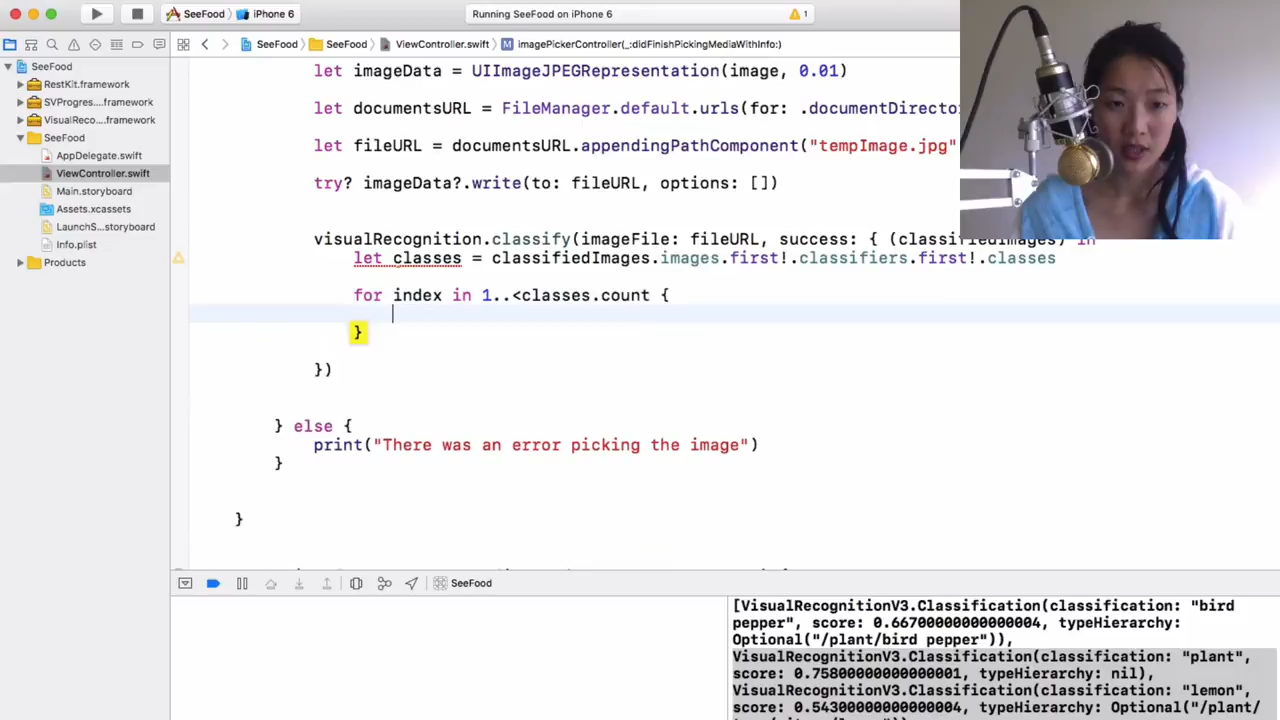 SeeFood
iPhone 6
Running SeeFood on iPhone 6
1
SeeFood
SeeFood
ViewController.swift
M
imagePickerController(_:didFinishPickingMediaWithInfo:)
SeeFood
RestKit.framework
SVProgres....framework
VisualReco...framework
SeeFood
AppDelegate.swift
ViewController.swift
Main.storyboard
Assets.xcassets
LaunchS...storyboard
Info.plist
Products
let imageData = UIImageJPEGRepresentation(image, 0.01)
let documentsURL = FileManager.default.urls(for: .documentDirecto
let fileURL = documentsURL.appendingPathComponent("tempImage.jpg"
try? imageData?.write(to: fileURL, options: [])
visualRecognition.classify(imageFile: fileURL, success: { (classifiedImages) in
let classes = classifiedImages.images.first!.classifiers.first!.classes
for index in 1..<classes.count {
}
})
} else {
print("There was an error picking the image")
}
}
SeeFood
[VisualRecognitionV3.Classification(classification: "bird
pepper", score: 0.66700000000000004, typeHierarchy:
Optional("/plant/bird pepper")),
VisualRecognitionV3.Classification(classification: "plant",
score: 0.75800000000000001, typeHierarchy: nil),
VisualRecognitionV3.Classification(classification: "lemon",
score: 0.54300000000000004, typeHierarchy: Optional("/plant/